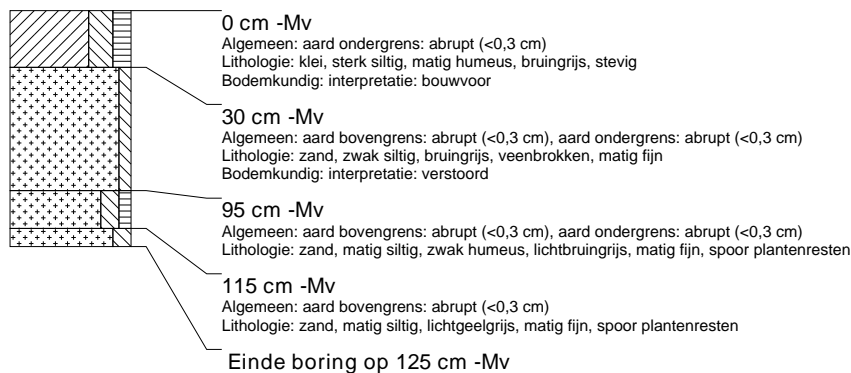 0 cm -Mv
Algemeen: aard ondergrens: abrupt (<0,3 cm)
Lithologie: klei, sterk siltig, matig humeus, bruingrijs, stevig
Bodemkundig: interpretatie: bouwvoor
30 cm -Mv
Algemeen: aard bovengrens: abrupt (<0,3 cm), aard ondergrens: abrupt (<0,3 cm)
Lithologie: zand, zwak siltig, bruingrijs, veenbrokken, matig fijn
Bodemkundig: interpretatie: verstoord
95 cm -Mv
Algemeen: aard bovengrens: abrupt (<0,3 cm), aard ondergrens: abrupt (<0,3 cm)
Lithologie: zand, matig siltig, zwak humeus, lichtbruingrijs, matig fijn, spoor plantenresten
115 cm -Mv
Algemeen: aard bovengrens: abrupt (<0,3 cm)
Lithologie: zand, matig siltig, lichtgeelgrijs, matig fijn, spoor plantenresten
Einde boring op 125 cm -Mv